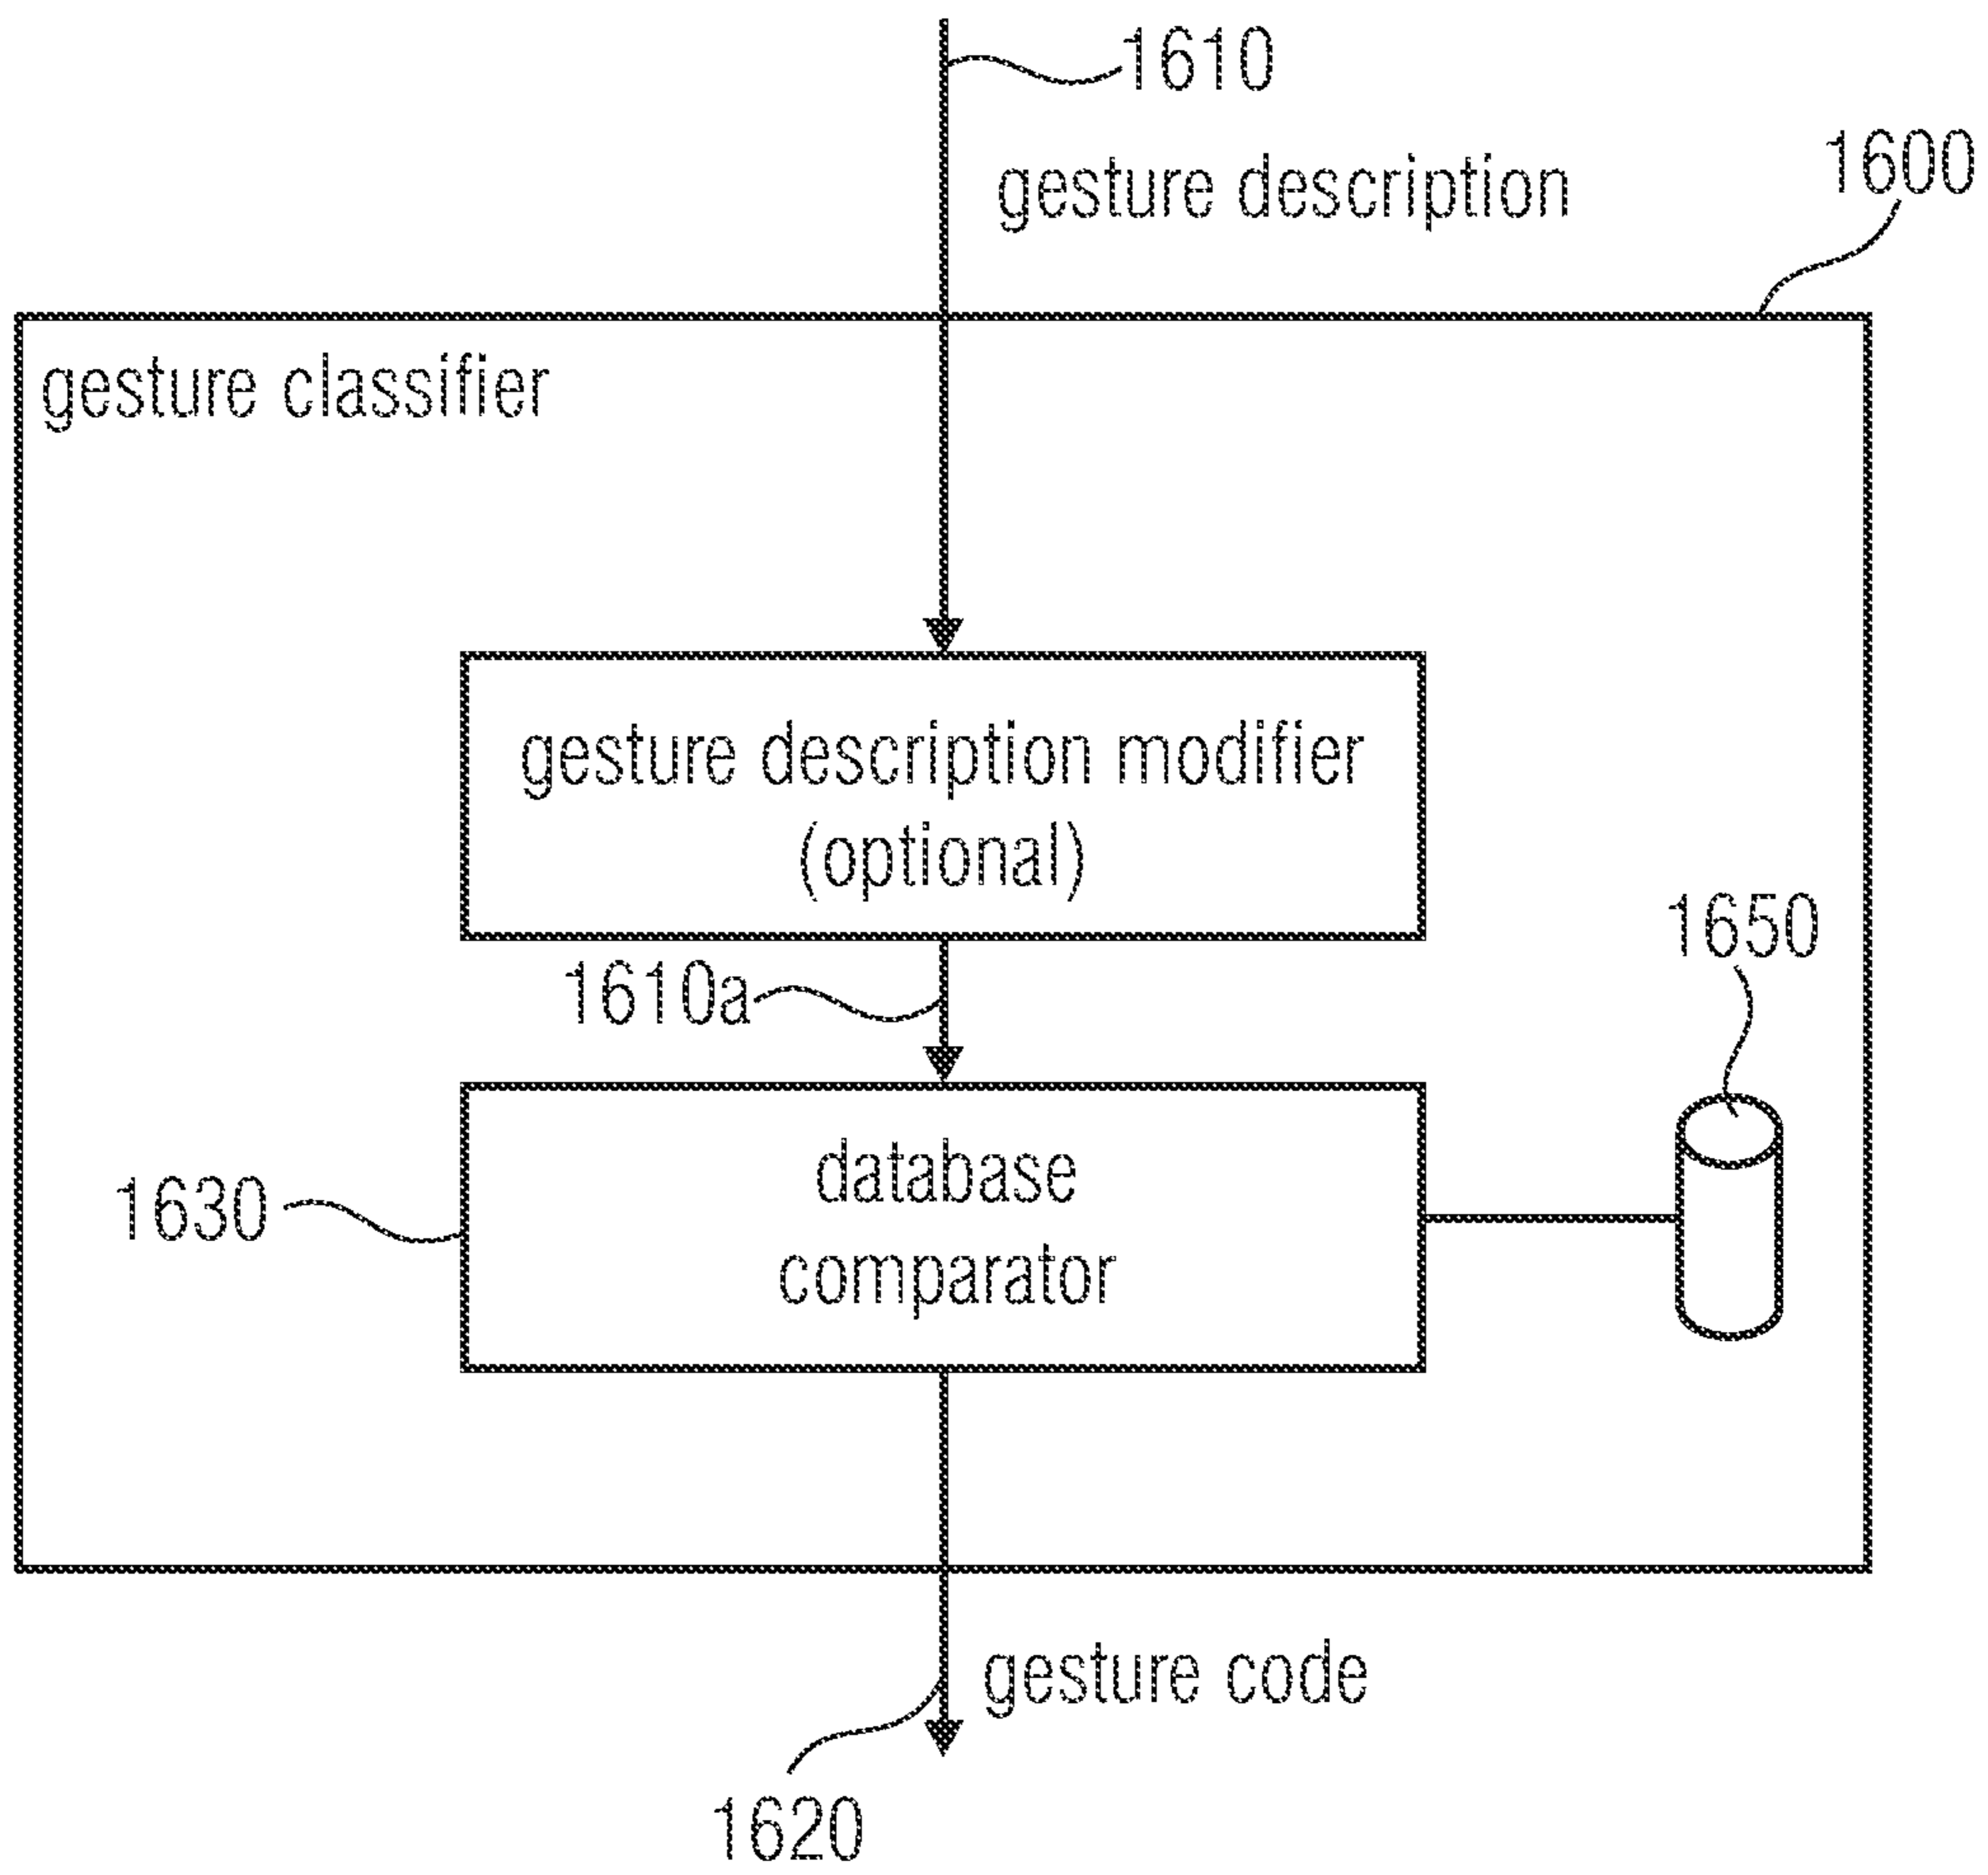 1610
gesture description
1600
gesture classifier
gesture description modifier
(optional)
1610a
1650
database
comparator
1630
gesture code
1620